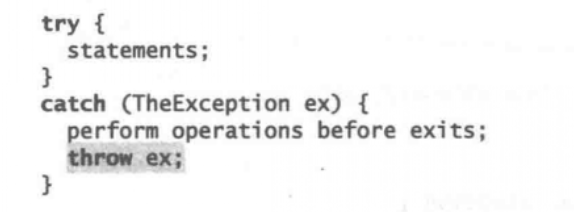 try {
  statements;
}
catch (TheException ex) {
  perform operations before exits;
  throw ex;
}